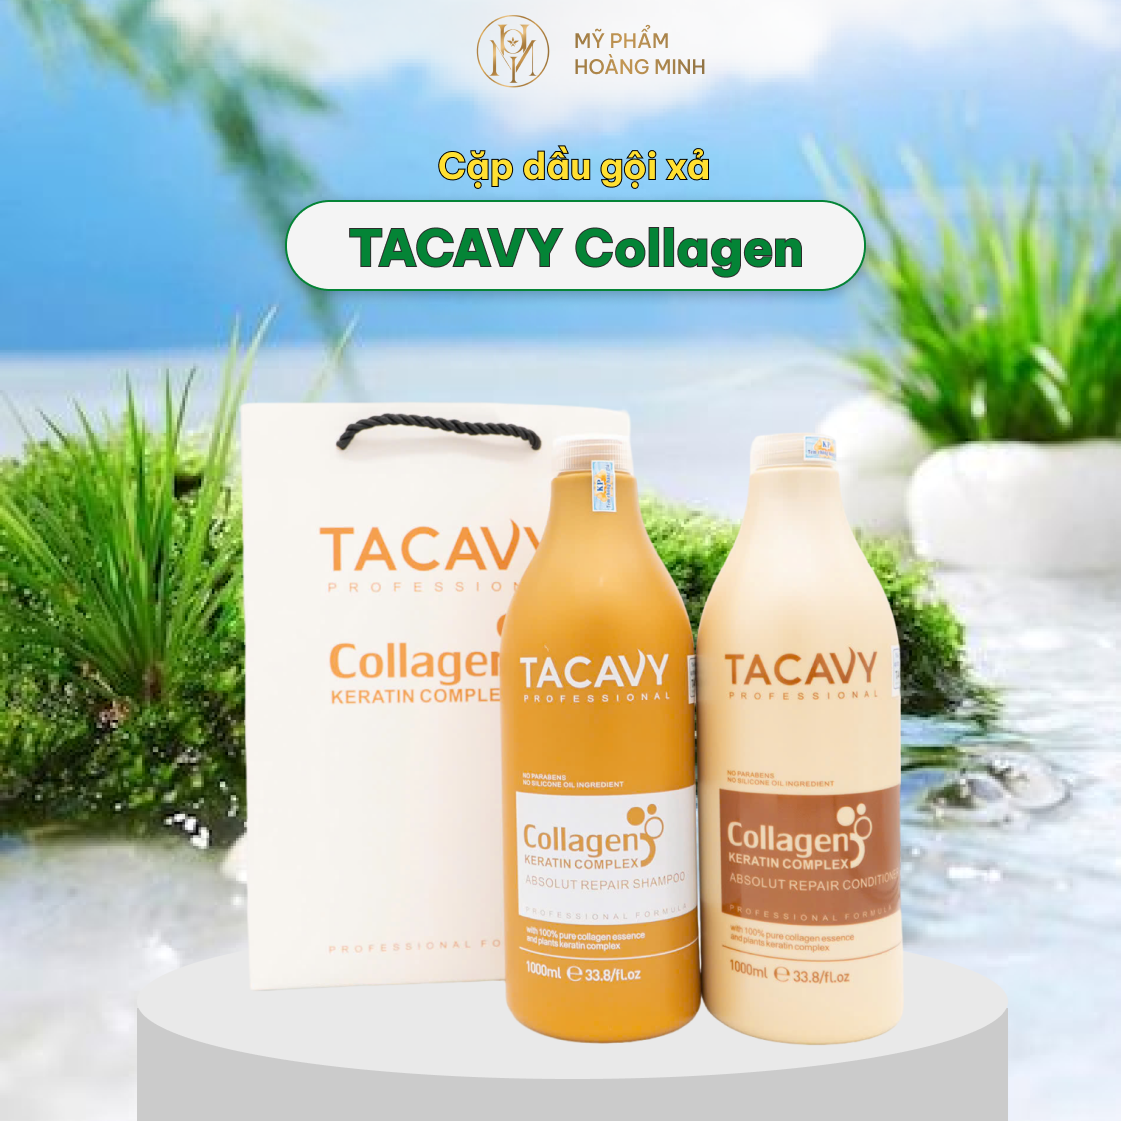 MỸ PHẨM
HOÀNG MINH
Cặp dầu gội xả
TACAVY Collagen
TACAVY
PROFESSION
Collagen
KERATIN COMPLE
PROFESSIONAL FO
KP
TACAVY
PROFESSIONAL
NO PARABENS
NO SILICONE OIL INGREDIENT
Collagen
KERATIN COMPLEX
ABSOLUT REPAIR SHAMPOO
PROFESSIONAL FORMULA
with 100% pure collagen essence
and plants keratin complex
1000ml e 33.8/fl.oz
KP
TACAVY
PROFESSIONAL
NO PARABENS
NO SILICONE OIL INGREDIENT
Collagen
KERATIN COMPLEX
ABSOLUT REPAIR CONDITIONER
PROFESSIONAL FORMULA
with 100% pure collagen essence
and plants keratin complex
1000ml e 33.8/fl.oz